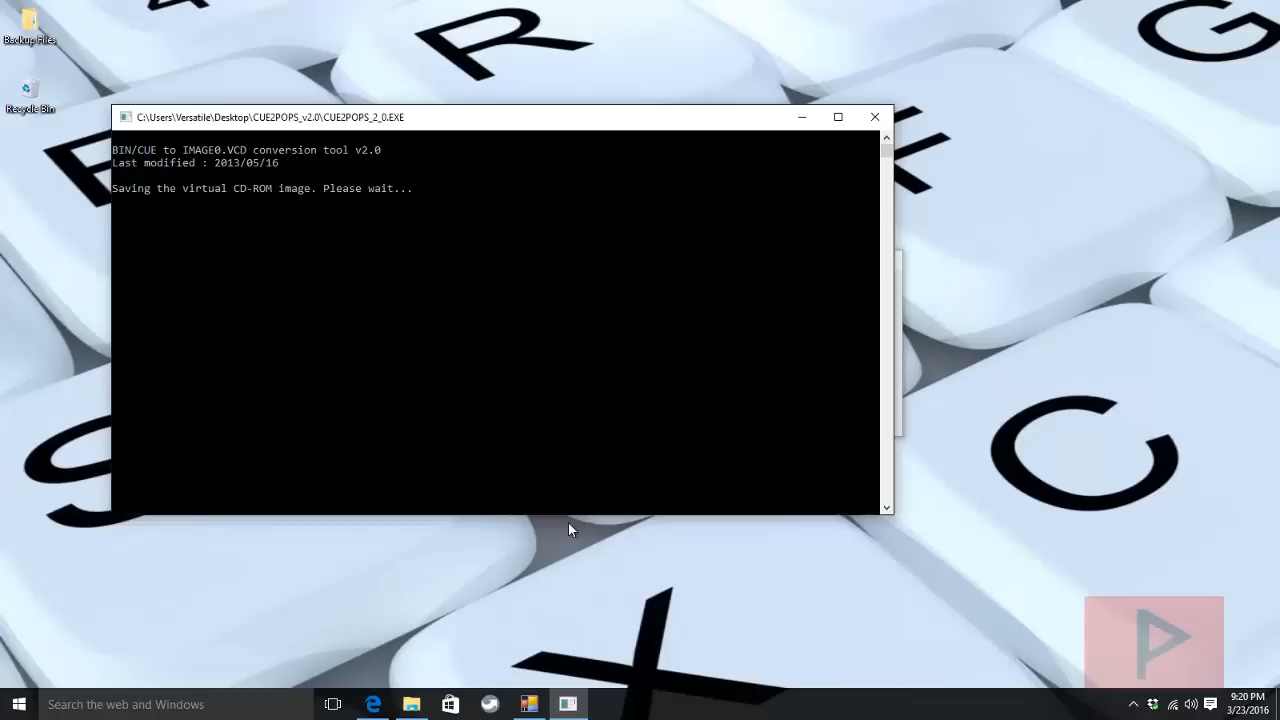 R
G
Backup Files
Recycle Bin
C:\Users\Versatile\Desktop\CUE2POPS_v2.0\CUE2POPS_2_0.EXE
BIN/CUE to IMAGE0.VCD conversion tool v2.0
Last modified : 2013/05/16
Saving the virtual CD-ROM image. Please wait...
S
C
X
P
Search the web and Windows
9:20 PM
3/23/2016